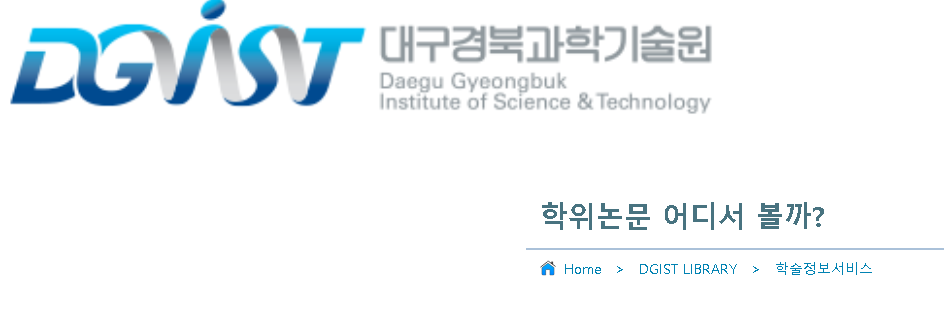 DGIST 대구경북과학기술원
Daegu Gyeongbuk
Institute of Science & Technology
학위논문 어디서 볼까?
Home > DGIST LIBRARY > 학술정보서비스